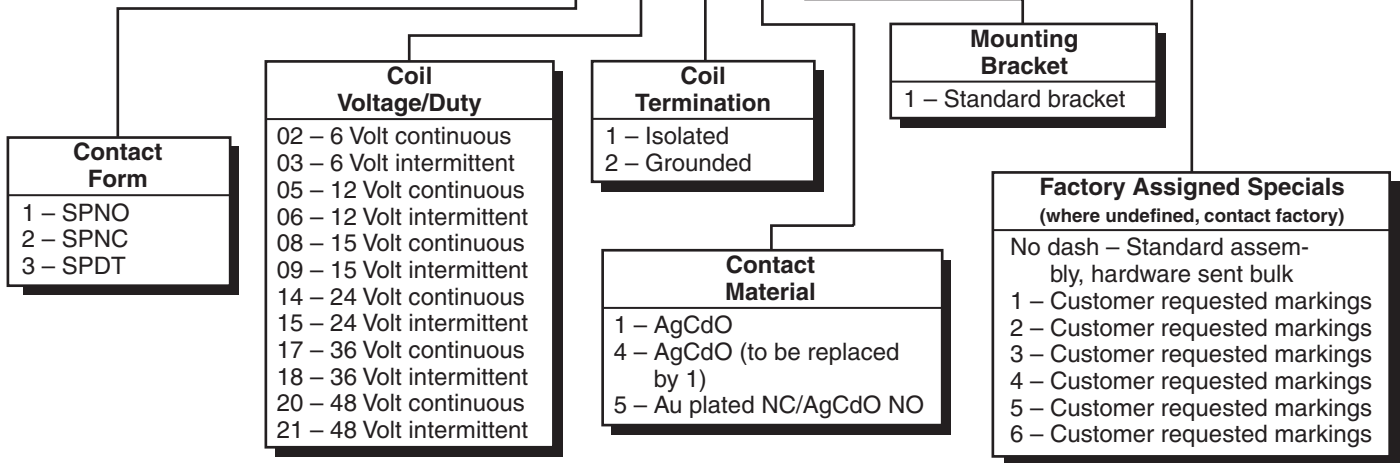 Contact
Form
1 – SPNO
2 – SPNC
3 – SPDT
Coil
Voltage/Duty
02 – 6 Volt continuous
03 – 6 Volt intermittent
05 – 12 Volt continuous
06 – 12 Volt intermittent
08 – 15 Volt continuous
09 – 15 Volt intermittent
14 – 24 Volt continuous
15 – 24 Volt intermittent
17 – 36 Volt continuous
18 – 36 Volt intermittent
20 – 48 Volt continuous
21 – 48 Volt intermittent
Coil
Termination
1 – Isolated
2 – Grounded
Contact
Material
1 – AgCdO
4 – AgCdO (to be replaced
by 1)
5 – Au plated NC/AgCdO NO
Mounting
Bracket
1 – Standard bracket
Factory Assigned Specials
(where undefined, contact factory)
No dash – Standard assem-
bly, hardware sent bulk
1 – Customer requested markings
2 – Customer requested markings
3 – Customer requested markings
4 – Customer requested markings
5 – Customer requested markings
6 – Customer requested markings